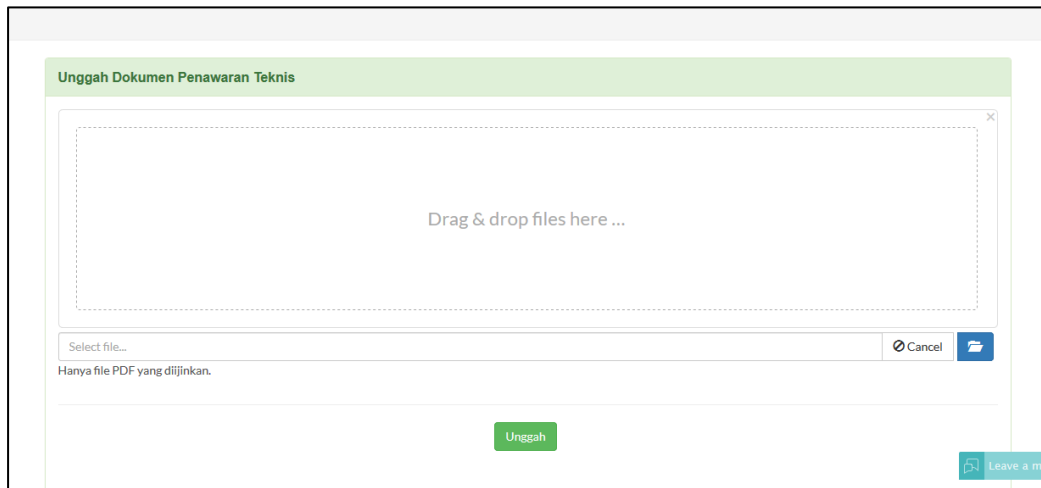 Unggah Dokumen Penawaran Teknis
×
Drag & drop files here ...
Select file...
Cancel
Hanya file PDF yang diijinkan.
Unggah
Leave a m